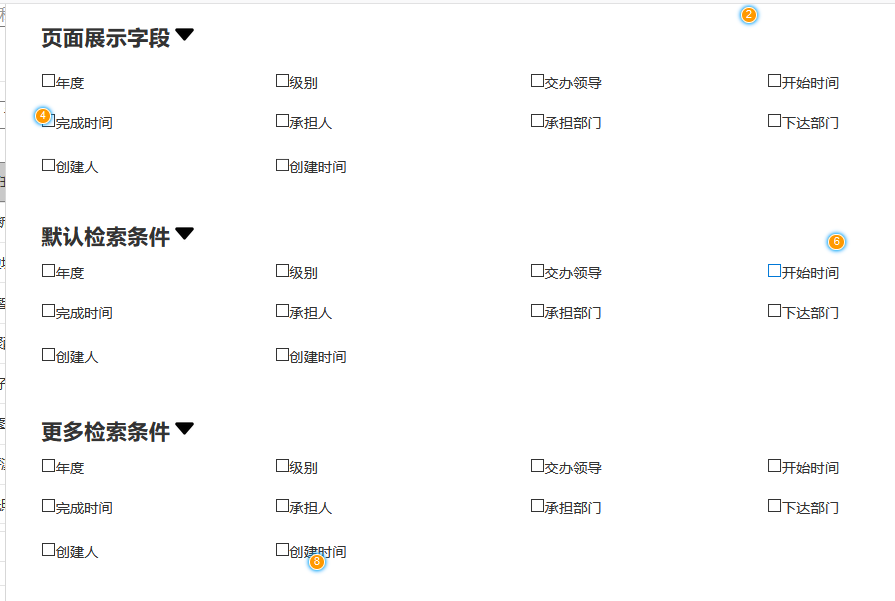 2
页面展示字段
年度 级别 交办领导 开始时间
4 完成时间 承担人 承担部门 下达部门
创建人 创建时间
默认检索条件
6
年度 级别 交办领导 开始时间
完成时间 承担人 承担部门 下达部门
创建人 创建时间
更多检索条件
年度 级别 交办领导 开始时间
完成时间 承担人 承担部门 下达部门
创建人 创建时间
8